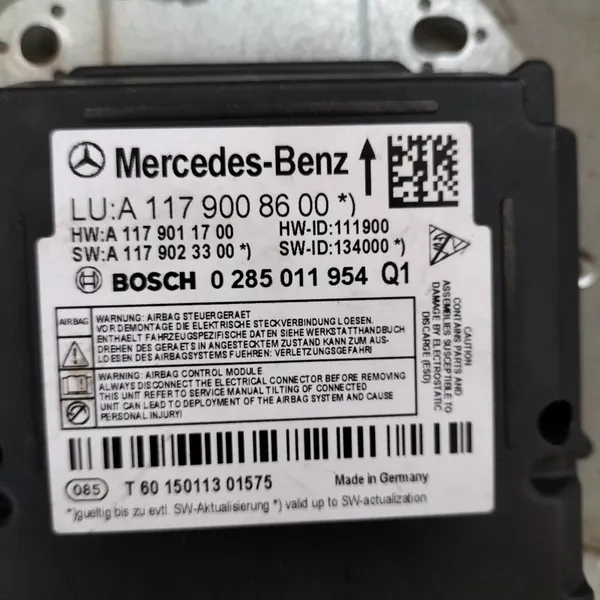 Mercedes-Benz
LU:A 117 900 86 00 *)
HW:A 117 901 17 00 HW-ID:111900
SW:A 117 902 33 00 *) SW-ID:134000 *)
BOSCH 0 285 011 954 Q1
AIRBAG
WARNUNG: AIRBAG STEUERGERAET
VOR DEMONTAGE DIE ELEKTRISCHE STECKVERBINDUNG LOESEN.
ENTHAELT FAHRZEUGSPEZIFISCHE DATEN SIEHE WERKSTATTHANDBUCH
DREHEN DES GERAETS IN ANGESTECKTEM ZUSTAND KANN ZUM AUS-
LOESEN DES AIRBAGSYSTEMS FUEHREN: VERLETZUNGSGEFAHR!
WARNING: AIRBAG CONTROL MODULE
ALWAYS DISCONNECT THE ELECTRICAL CONNECTOR BEFORE REMOVING
THIS UNIT REFER TO SERVICE MANUAL TILTING OF CONNECTED
UNIT CAN LEAD TO DEPLOYMENT OF THE AIRBAG SYSTEM AND CAUSE
PERSONAL INJURY!
CAUTION
CONTAINS PARTS AND
ASSEMBLIES SUSCEPTIBLE TO
DAMAGE BY ELECTROSTATIC
DISCHARGE (ESD)
085 T 60 150113 01575 Made in Germany
*)gueltig bis zu evtl. SW-Aktualisierung *) valid up to SW-actualization